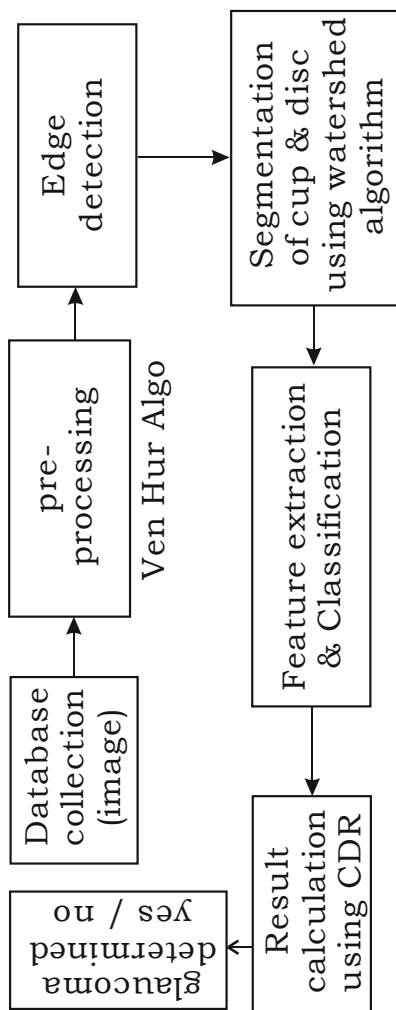 Database
collection
(image)
pre-
processing
Ven Hur Algo
Edge
detection
Segmentation
of cup & disc
using watershed
algorithm
Feature extraction
& Classification
Result
calculation
using CDR
glaucoma
determined
yes / no